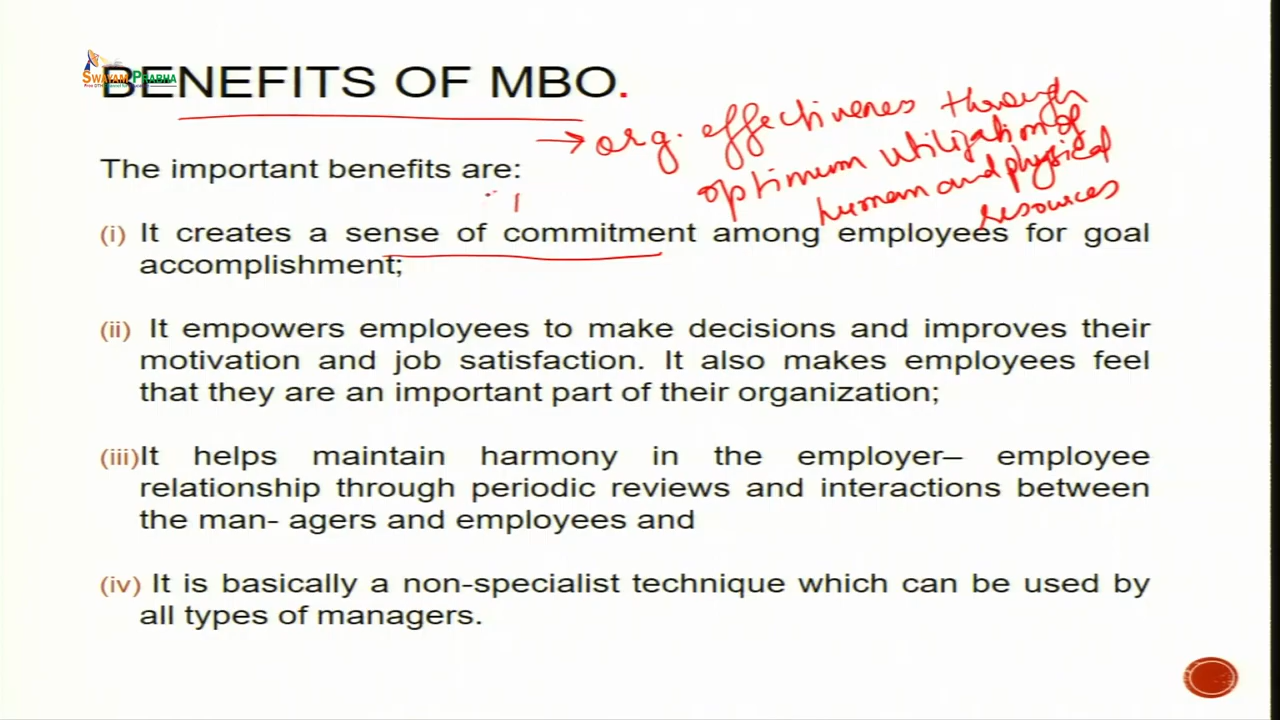 SWAYAM PRABHA
BENEFITS OF MBO.
→ org. effectiveness through
optimum utilization of
human and physical
resources
The important benefits are:
(i) It creates a sense of commitment among employees for goal
accomplishment;
(ii) It empowers employees to make decisions and improves their
motivation and job satisfaction. It also makes employees feel
that they are an important part of their organization;
(iii)It helps maintain harmony in the employer– employee
relationship through periodic reviews and interactions between
the man- agers and employees and
(iv) It is basically a non-specialist technique which can be used by
all types of managers.